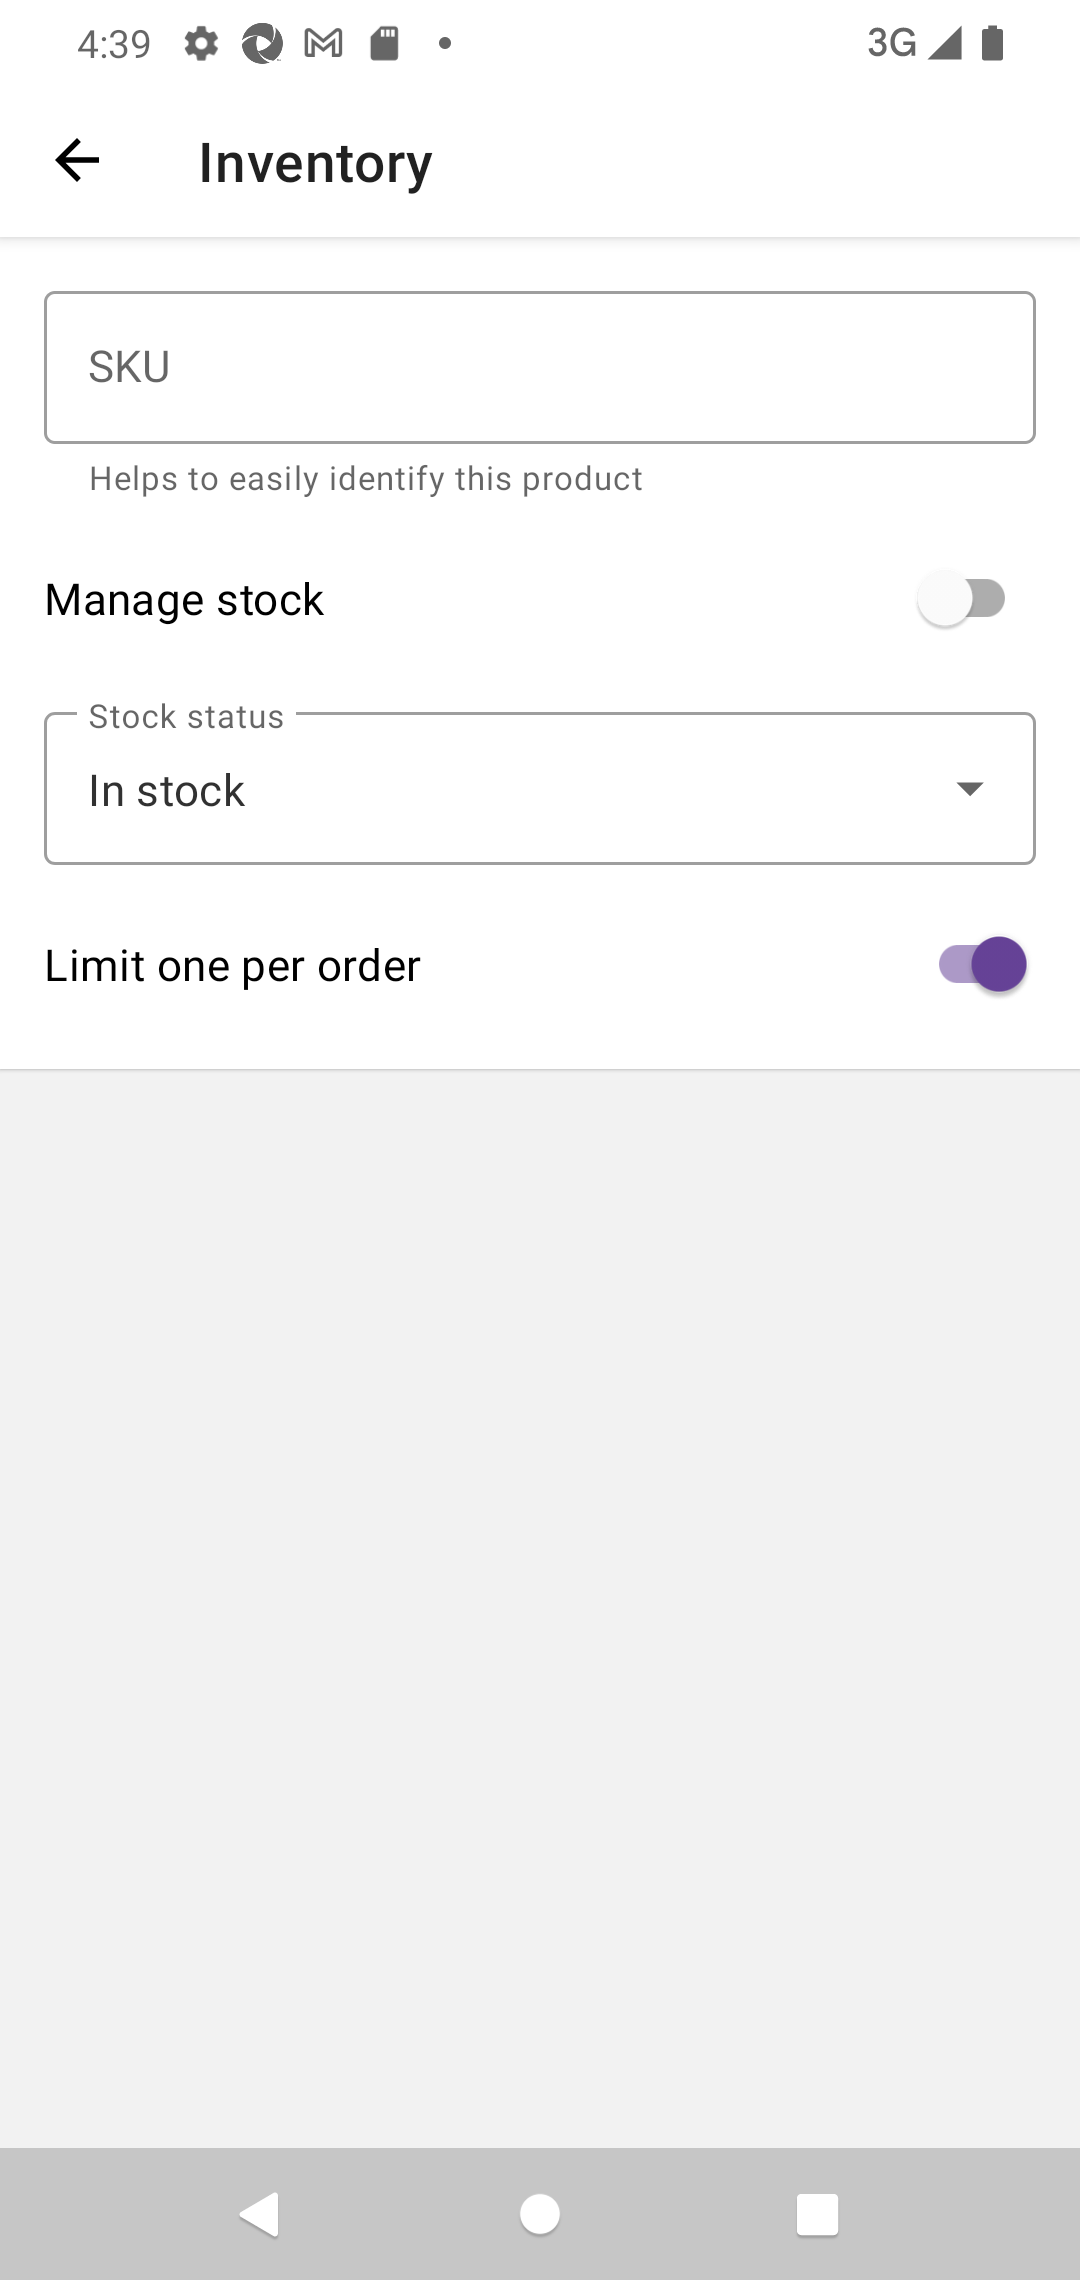 4:39
3G
Inventory
SKU
Helps to easily identify this product
Manage stock
Stock status
In stock
Limit one per order